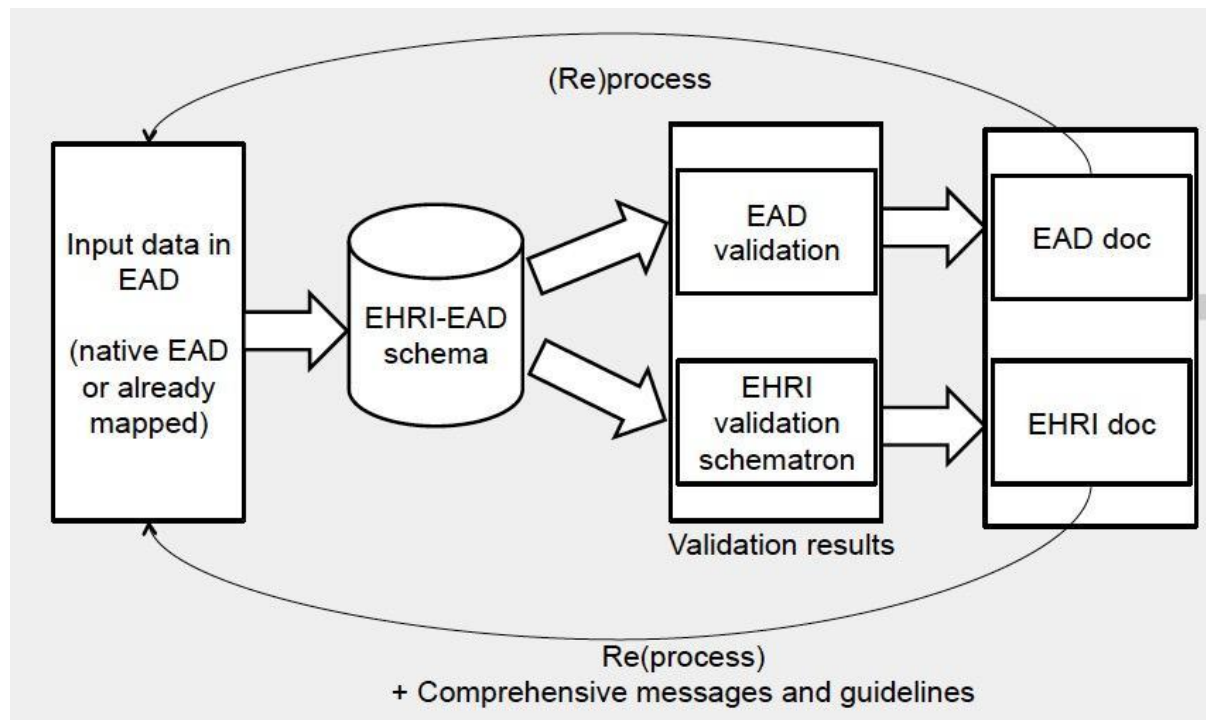 (Re)process
Input data in
EAD
(native EAD
or already
mapped)
EHRI-EAD
schema
EAD
validation
EHRI
validation
schematron
Validation results
EAD doc
EHRI doc
Re(process)
+ Comprehensive messages and guidelines